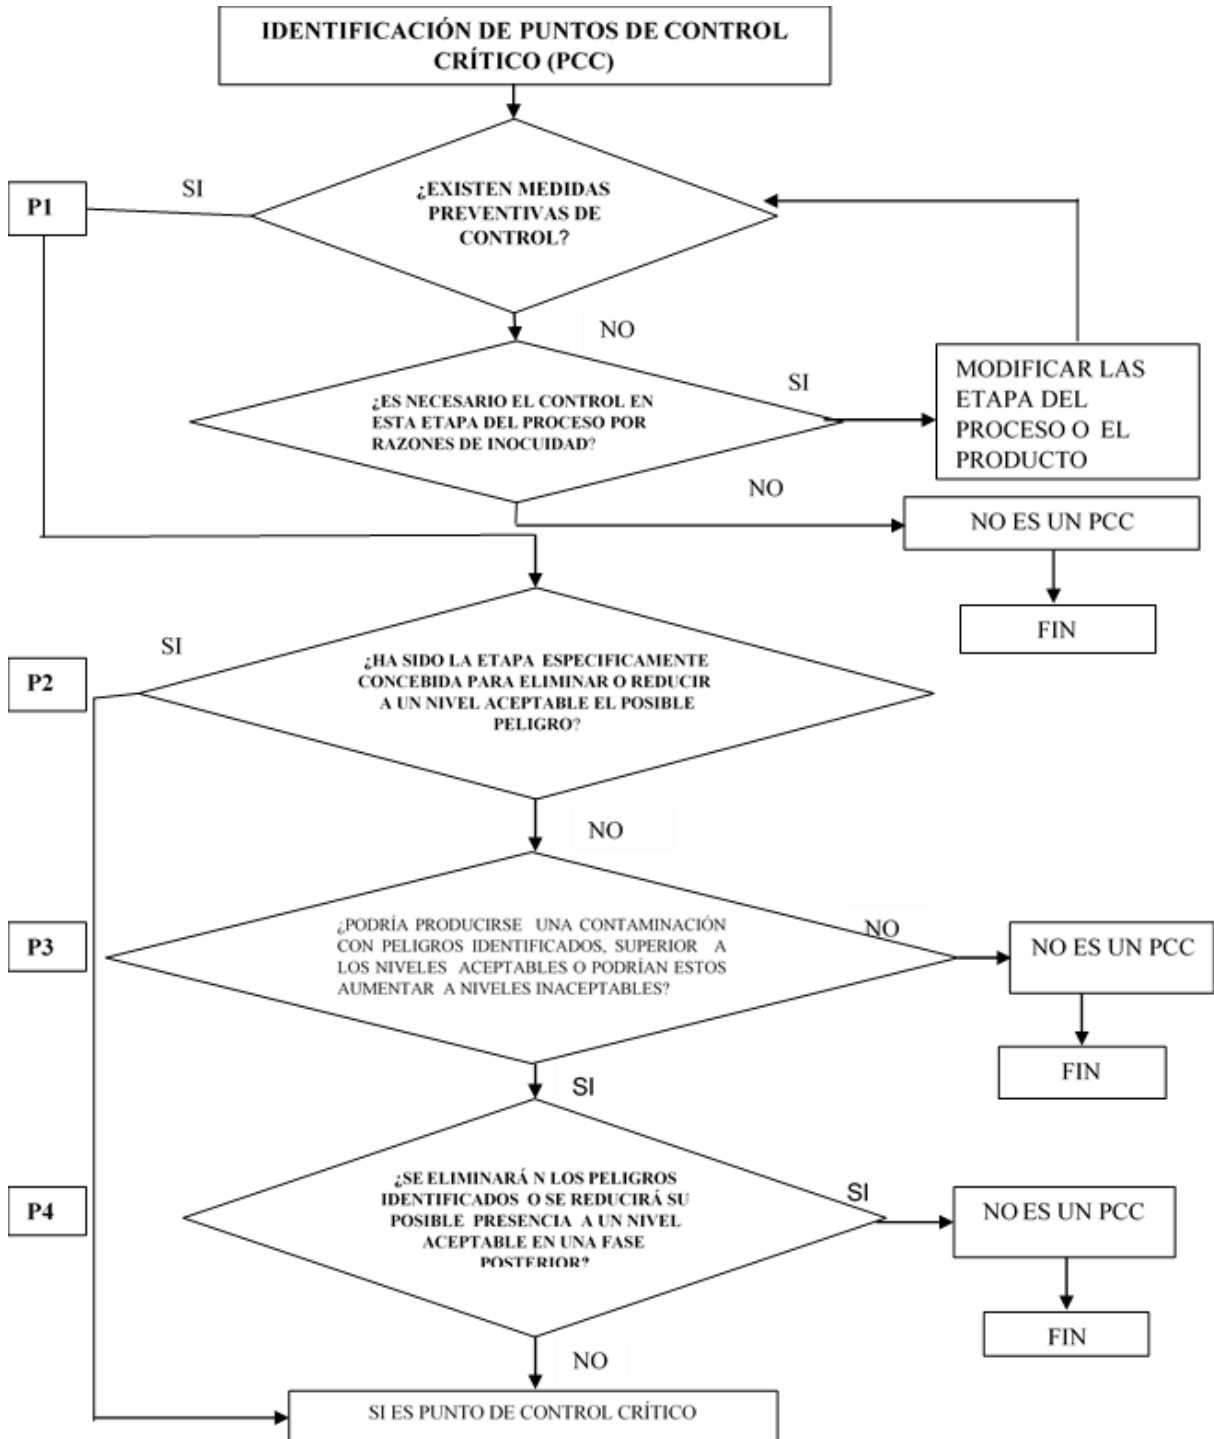 IDENTIFICACIÓN DE PUNTOS DE CONTROL
CRÍTICO (PCC)
SI
P1
¿EXISTEN MEDIDAS
PREVENTIVAS DE
CONTROL?
NO
¿ES NECESARIO EL CONTROL EN
ESTA ETAPA DEL PROCESO POR
RAZONES DE INOCUIDAD?
SI
MODIFICAR LAS
ETAPA DEL
PROCESO O EL
PRODUCTO
NO
NO ES UN PCC
FIN
SI
P2
¿HA SIDO LA ETAPA ESPECIFICAMENTE
CONCEBIDA PARA ELIMINAR O REDUCIR
A UN NIVEL ACEPTABLE EL POSIBLE
PELIGRO?
NO
P3
¿PODRÍA PRODUCIRSE UNA CONTAMINACIÓN
CON PELIGROS IDENTIFICADOS, SUPERIOR A
LOS NIVELES ACEPTABLES O PODRÍAN ESTOS
AUMENTAR A NIVELES INACEPTABLES?
NO
NO ES UN PCC
FIN
SI
P4
¿SE ELIMINARÁ N LOS PELIGROS
IDENTIFICADOS O SE REDUCIRÁ SU
POSIBLE PRESENCIA A UN NIVEL
ACEPTABLE EN UNA FASE
POSTERIOR?
SI
NO ES UN PCC
FIN
NO
SI ES PUNTO DE CONTROL CRÍTICO